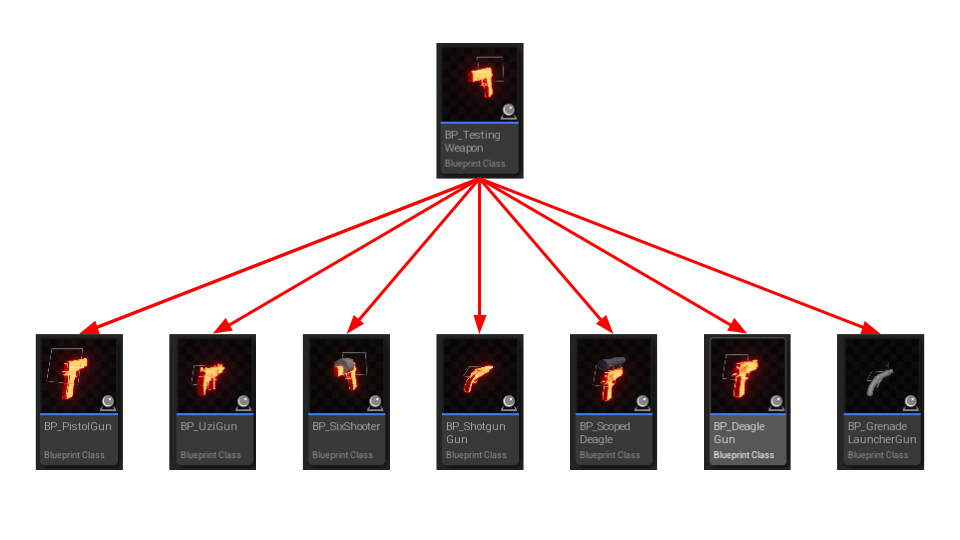 BP_Testing
Weapon
Blueprint Class
BP_PistolGun
Blueprint Class
BP_UziGun
Blueprint Class
BP_SixShooter
Blueprint Class
BP_Shotgun
Gun
Blueprint Class
BP_Scoped
Deagle
Blueprint Class
BP_Deagle
Gun
Blueprint Class
BP_Grenade
LauncherGun
Blueprint Class